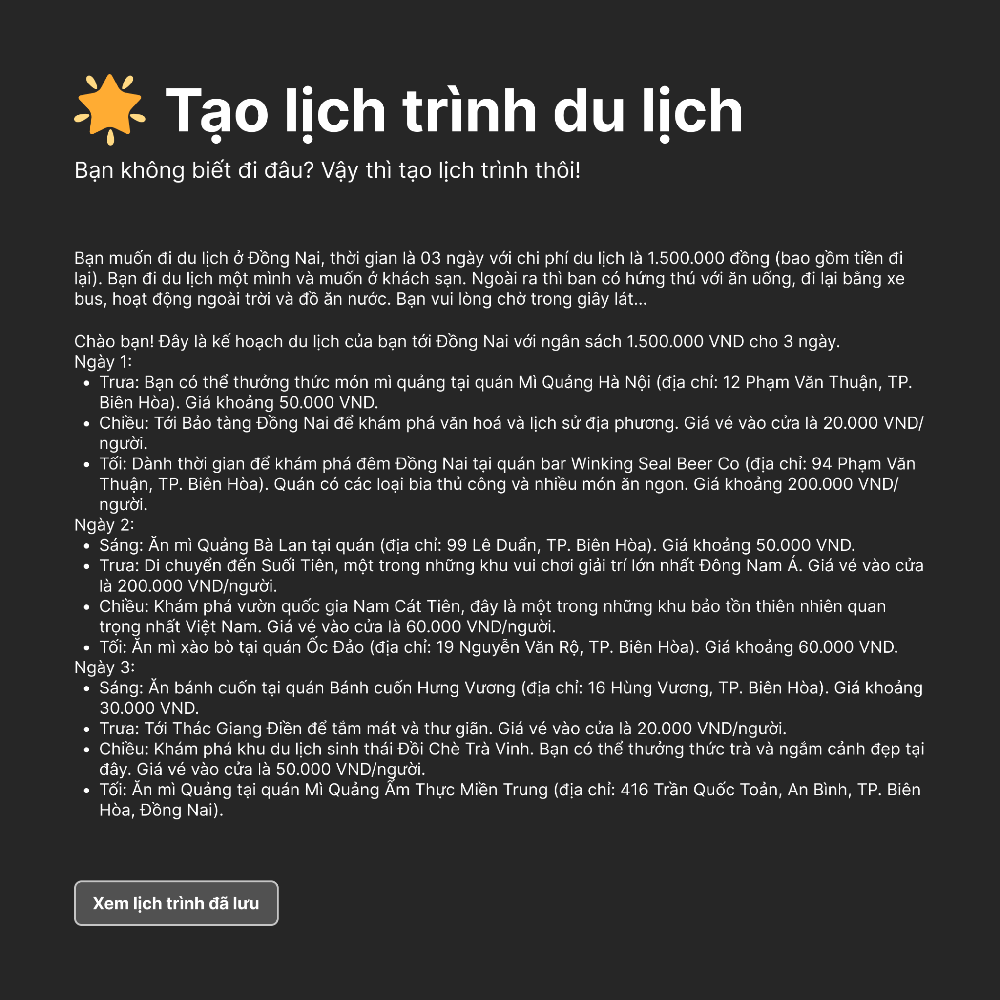 Tạo lịch trình du lịch
Bạn không biết đi đâu? Vậy thì tạo lịch trình thôi!
Bạn muốn đi du lịch ở Đồng Nai, thời gian là 03 ngày với chi phí du lịch là 1.500.000 đồng (bao gồm tiền đi
lại). Bạn đi du lịch một mình và muốn ở khách sạn. Ngoài ra thì ban có hứng thú với ăn uống, đi lại bằng xe
bus, hoạt động ngoài trời và đồ ăn nước. Bạn vui lòng chờ trong giây lát...
Chào bạn! Đây là kế hoạch du lịch của bạn tới Đồng Nai với ngân sách 1.500.000 VND cho 3 ngày.
Ngày 1:
• Trưa: Bạn có thể thưởng thức món mì quảng tại quán Mì Quảng Hà Nội (địa chỉ: 12 Phạm Văn Thuận, TP.
Biên Hòa). Giá khoảng 50.000 VND.
• Chiều: Tới Bảo tàng Đồng Nai để khám phá văn hoá và lịch sử địa phương. Giá vé vào cửa là 20.000 VND/
người.
• Tối: Dành thời gian để khám phá đêm Đồng Nai tại quán bar Winking Seal Beer Co (địa chỉ: 94 Phạm Văn
Thuận, TP. Biên Hòa). Quán có các loại bia thủ công và nhiều món ăn ngon. Giá khoảng 200.000 VND/
người.
Ngày 2:
• Sáng: Ăn mì Quảng Bà Lan tại quán (địa chỉ: 99 Lê Duẩn, TP. Biên Hòa). Giá khoảng 50.000 VND.
• Trưa: Di chuyển đến Suối Tiên, một trong những khu vui chơi giải trí lớn nhất Đông Nam Á. Giá vé vào cửa
là 200.000 VND/người.
• Chiều: Khám phá vườn quốc gia Nam Cát Tiên, đây là một trong những khu bảo tồn thiên nhiên quan
trọng nhất Việt Nam. Giá vé vào cửa là 60.000 VND/người.
• Tối: Ăn mì xào bò tại quán Ốc Đảo (địa chỉ: 19 Nguyễn Văn Rộ, TP. Biên Hòa). Giá khoảng 60.000 VND.
Ngày 3:
• Sáng: Ăn bánh cuốn tại quán Bánh cuốn Hưng Vương (địa chỉ: 16 Hùng Vương, TP. Biên Hòa). Giá khoảng
30.000 VND.
• Trưa: Tới Thác Giang Điền để tắm mát và thư giãn. Giá vé vào cửa là 20.000 VND/người.
• Chiều: Khám phá khu du lịch sinh thái Đồi Chè Trà Vinh. Bạn có thể thưởng thức trà và ngắm cảnh đẹp tại
đây. Giá vé vào cửa là 50.000 VND/người.
• Tối: Ăn mì Quảng tại quán Mì Quảng Ẩm Thực Miền Trung (địa chỉ: 416 Trần Quốc Toản, An Bình, TP. Biên
Hòa, Đồng Nai).
Xem lịch trình đã lưu